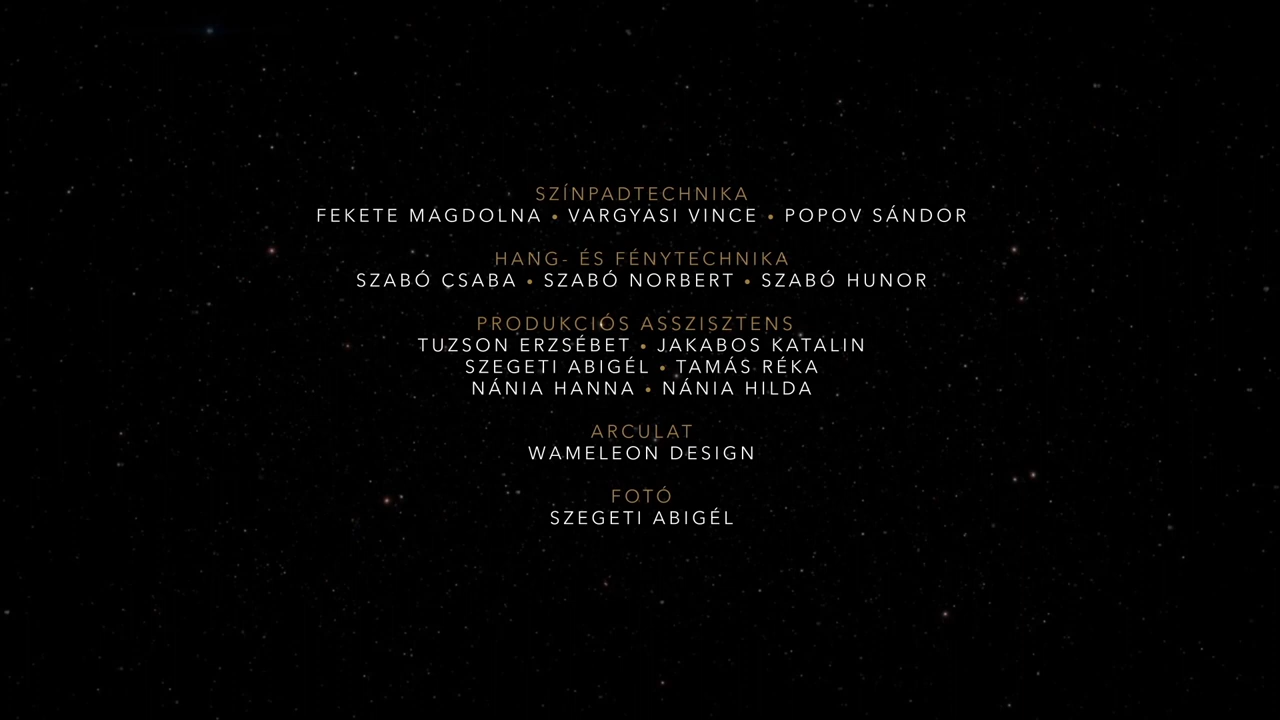 SZÍNPADTECHNIKA
FEKETE MAGDOLNA • VARGYASI VINCE • POPOV SÁNDOR
HANG- ÉS FÉNYTECHNIKA
SZABÓ CSABA • SZABÓ NORBERT • SZABÓ HUNOR
PRODUKCIÓS ASSZISZTENS
TUZSON ERZSÉBET • JAKABOS KATALIN
SZEGETI ABIGÉL • TAMÁS RÉKA
NÁNIA HANNA • NÁNIA HILDA
ARCULAT
WAMELEON DESIGN
FOTÓ
SZEGETI ABIGÉL